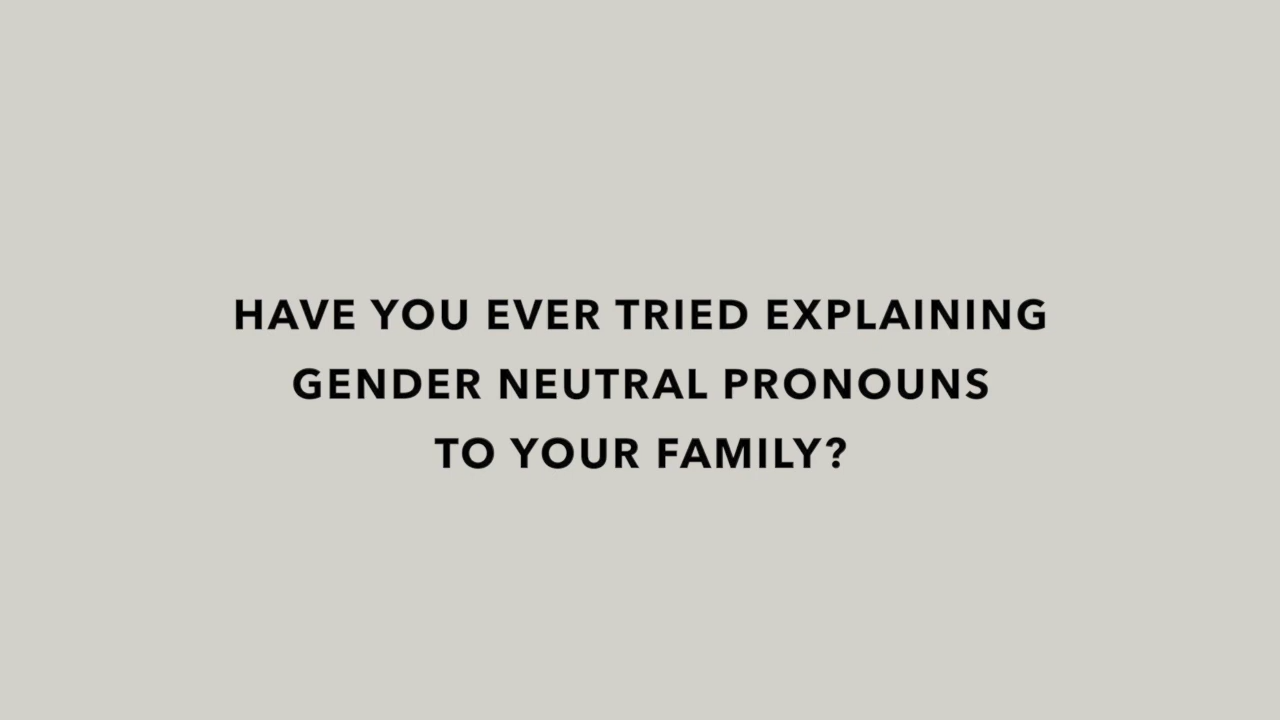 HAVE YOU EVER TRIED EXPLAINING
GENDER NEUTRAL PRONOUNS
TO YOUR FAMILY?